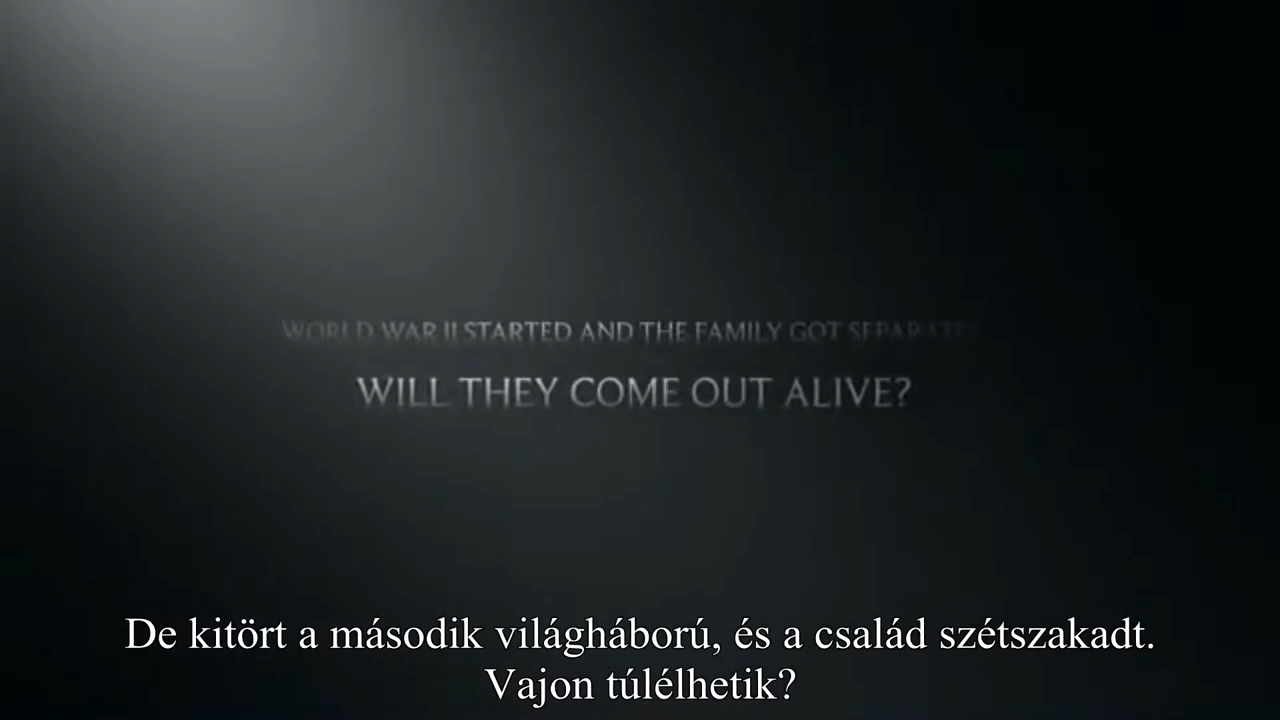 WORLD WAR II STARTED AND THE FAMILY GOT SEPARATED
WILL THEY COME OUT ALIVE?
De kitört a második világháború, és a család szétszakadt.
Vajon túlélhetik?